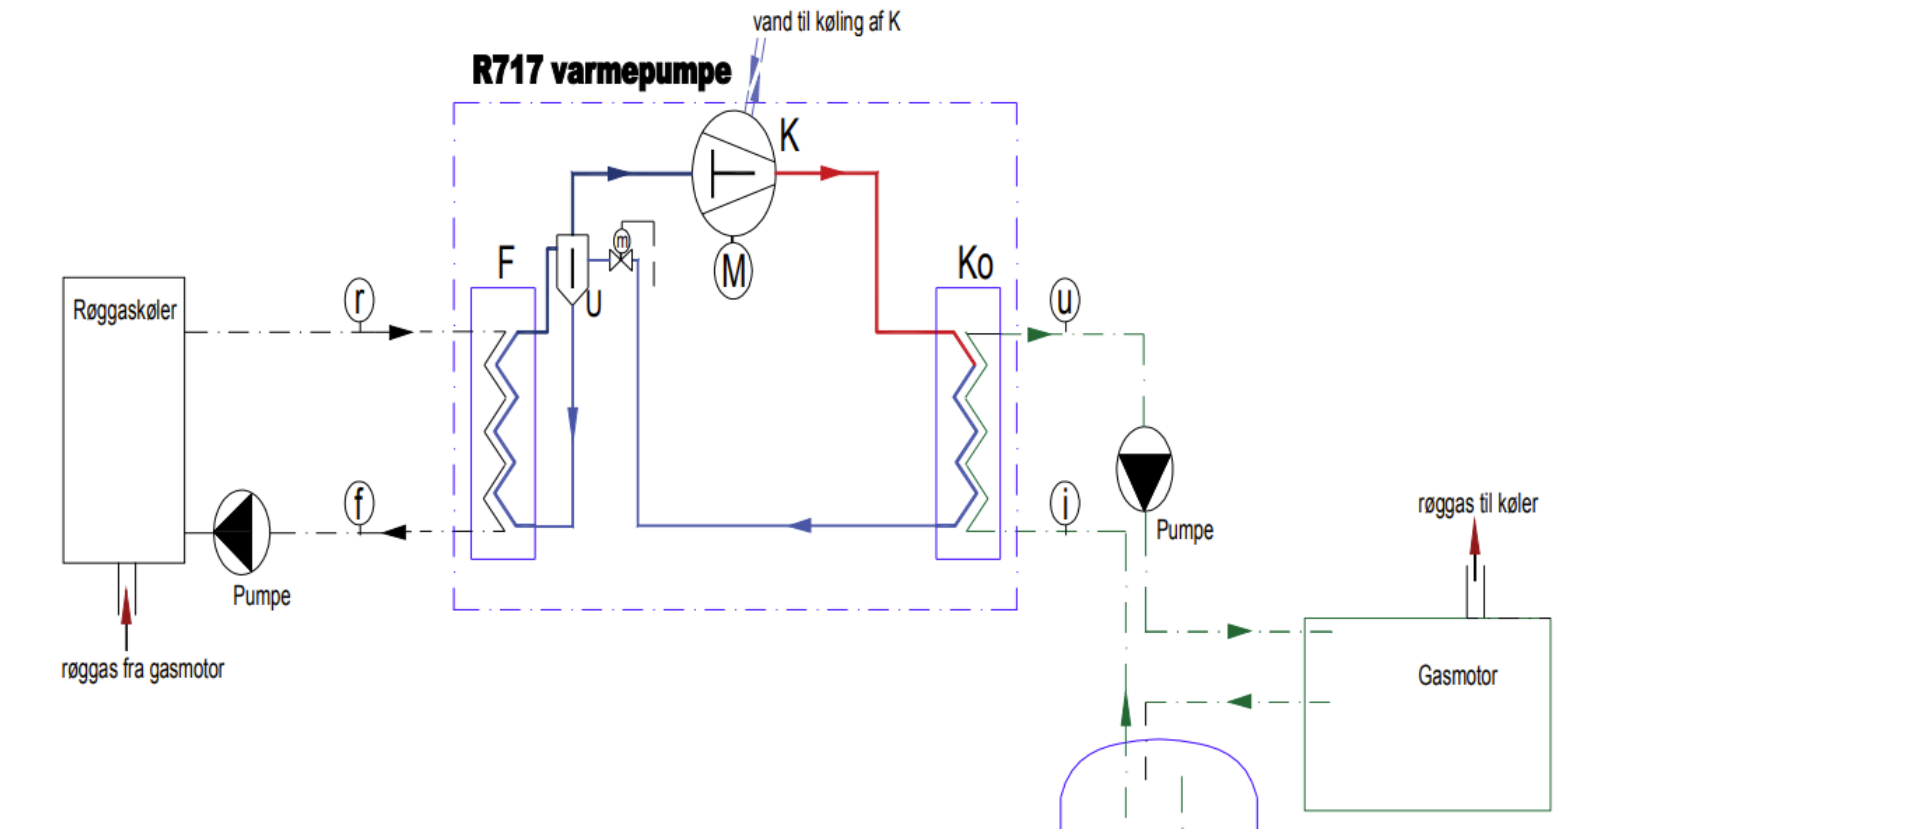 vand til køling af K
R717 varmepumpe
K
F
m
M
Ko
U
Røggaskøler
r
u
f
i
Pumpe
Pumpe
røggas til køler
røggas fra gasmotor
Gasmotor